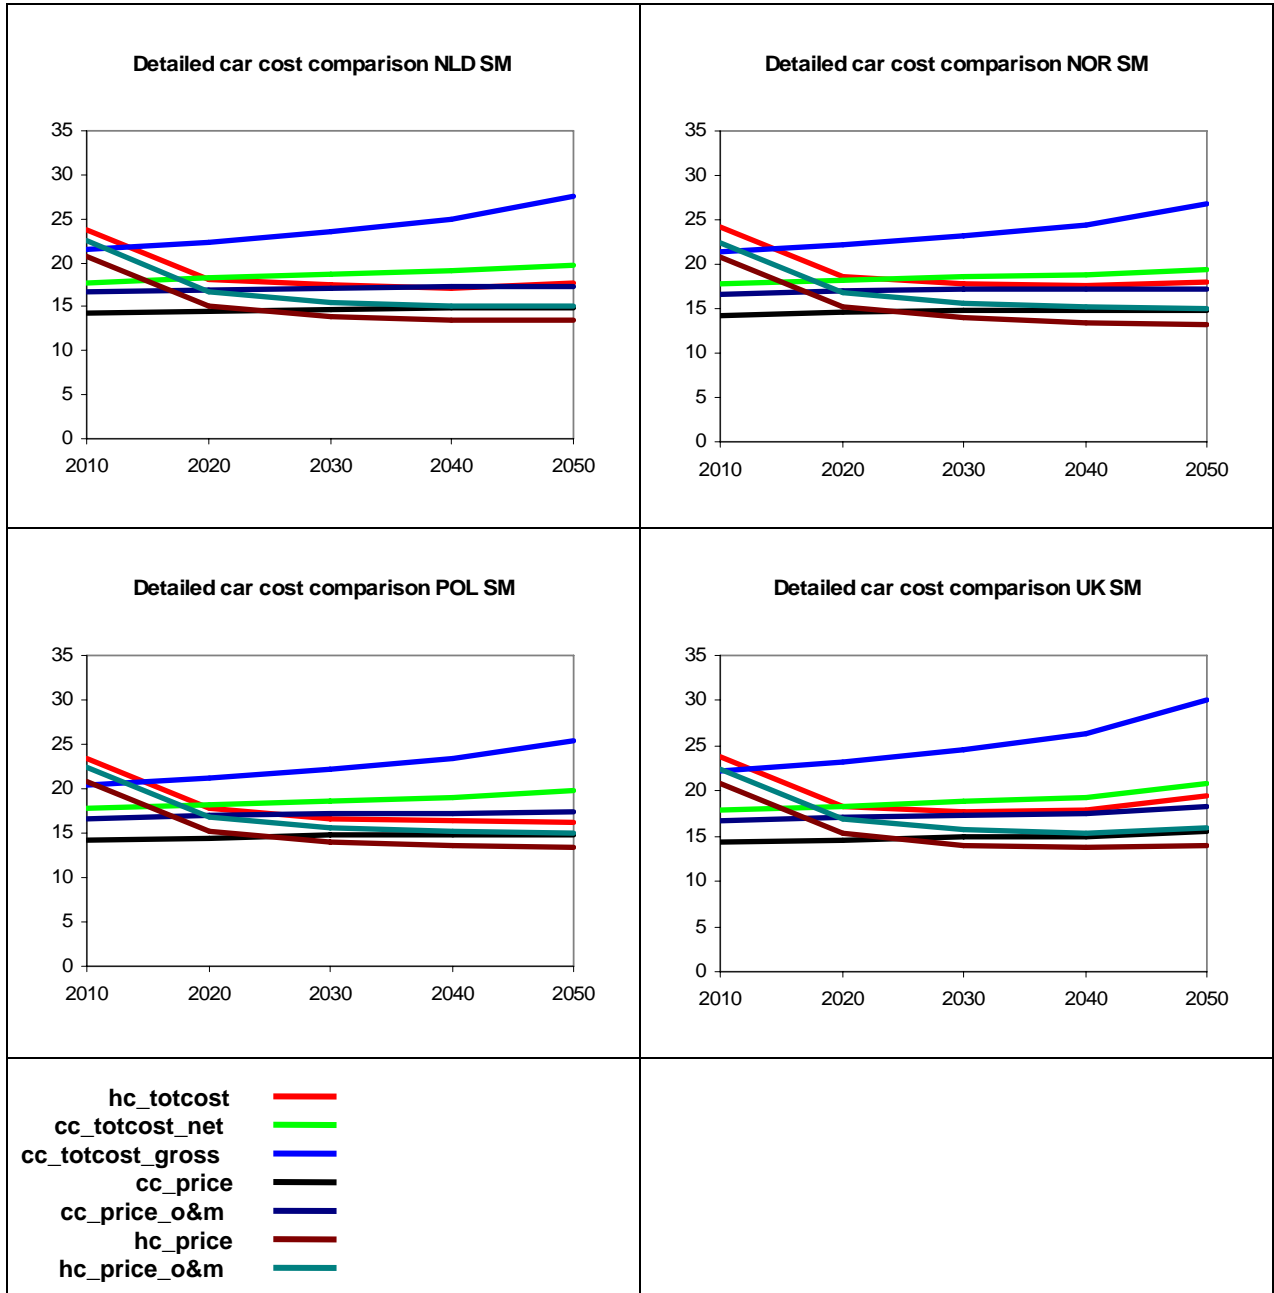 Detailed car cost comparison NLD SM
35
30
25
20
15
10
5
0
2010 2020 2030 2040 2050
Detailed car cost comparison NOR SM
35
30
25
20
15
10
5
0
2010 2020 2030 2040 2050
Detailed car cost comparison POL SM
35
30
25
20
15
10
5
0
2010 2020 2030 2040 2050
Detailed car cost comparison UK SM
35
30
25
20
15
10
5
0
2010 2020 2030 2040 2050
hc_totcost
cc_totcost_net
cc_totcost_gross
cc_price
cc_price_o&m
hc_price
hc_price_o&m